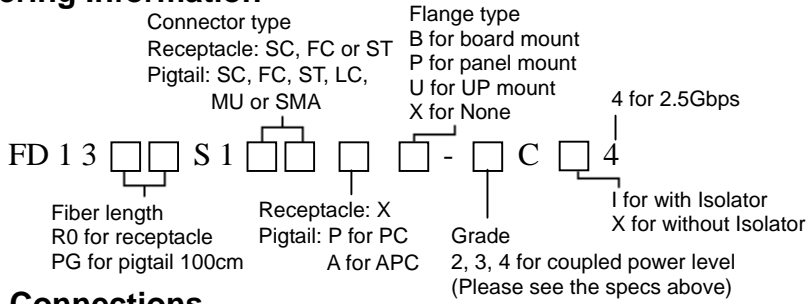 ering Information
Connector type
Receptacle: SC, FC or ST
Pigtail: SC, FC, ST, LC,
MU or SMA
Flange type
B for board mount
P for panel mount
U for UP mount
X for None
4 for 2.5Gbps
FD 1 3 □□ S 1 □□ □ □ - □ C □ 4
Fiber length
R0 for receptacle
PG for pigtail 100cm
Receptacle: X
Pigtail: P for PC
A for APC
Grade
2, 3, 4 for coupled power level
(Please see the specs above)
I for with Isolator
X for without Isolator
Connections